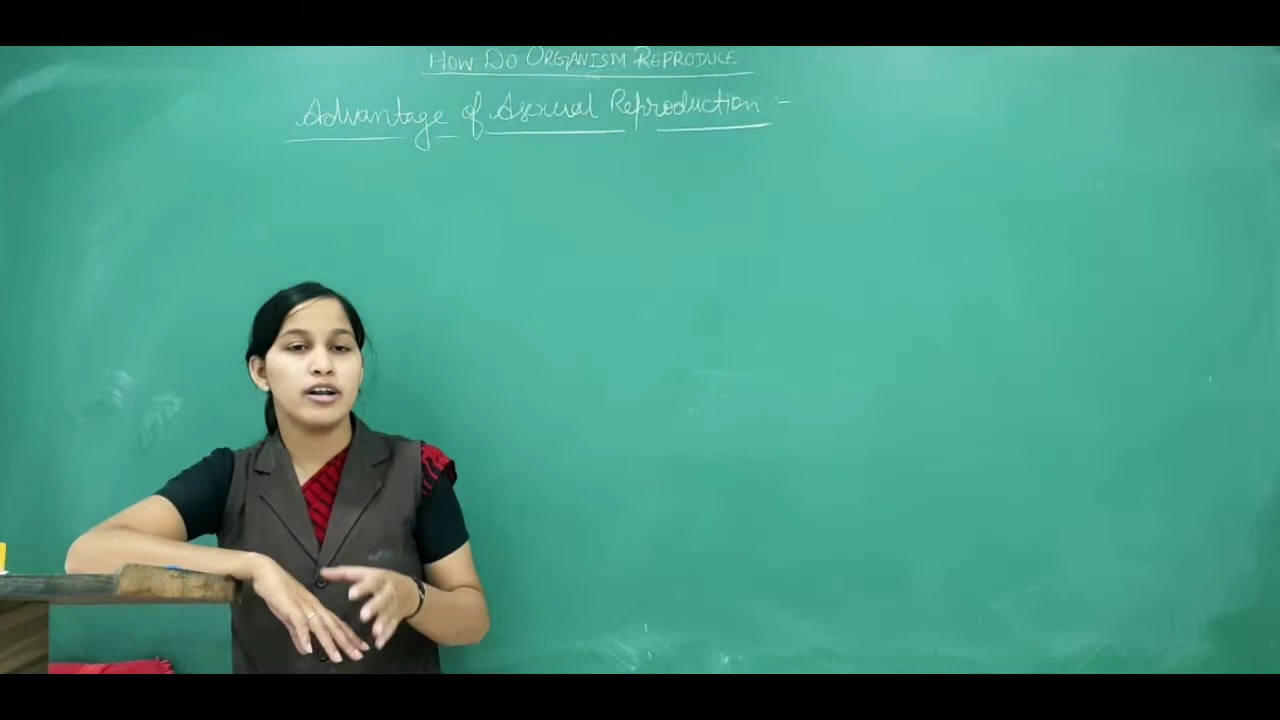 HOW DO ORGANISM REPRODUCE
Advantage of Asexual Reproduction :-